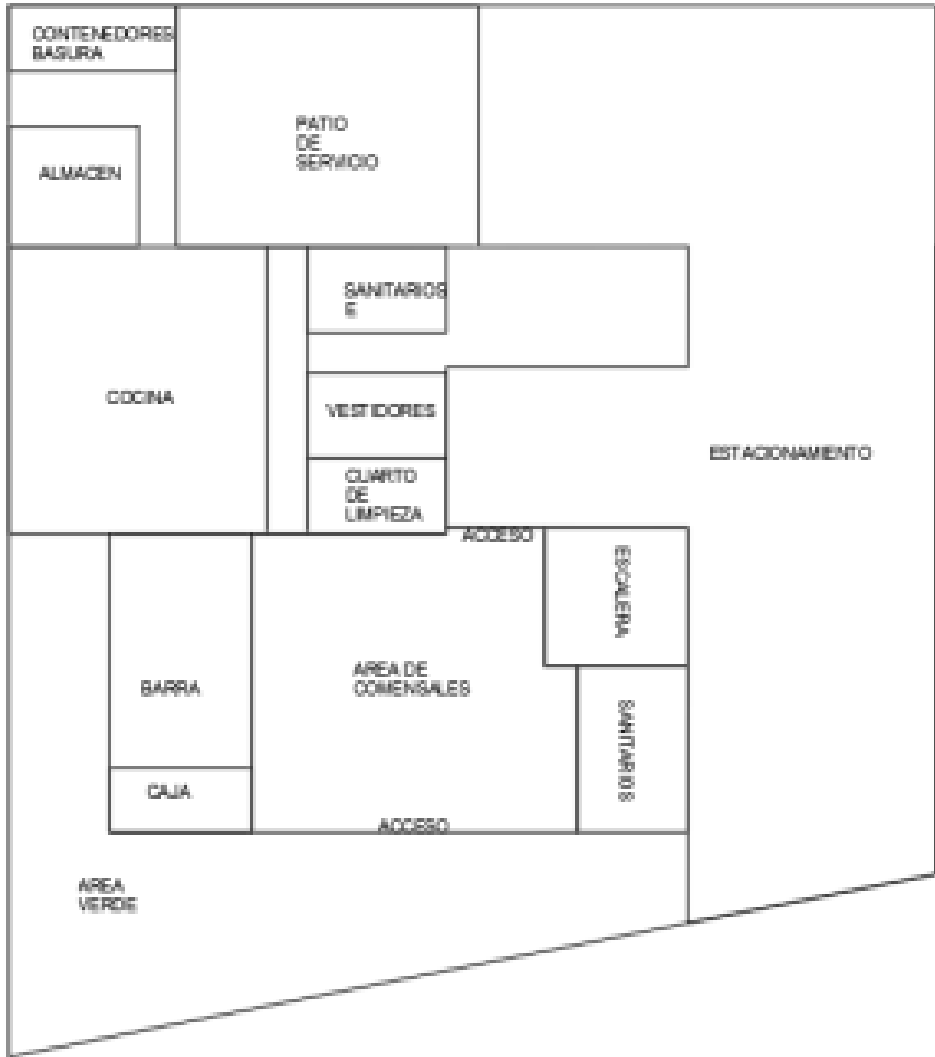 CONTENEDORES
BASURA
PATIO
DE
SERVICIO
ALMACEN
SANITARIOS
E
COCINA
VESTIDORES
ESTACIONAMIENTO
CUARTO
DE
LIMPIEZA
ACCESO
ESCALERA
BARRA
AREA DE
COMENSALES
SANITARIOS
CAJA
ACCESO
AREA
VERDE